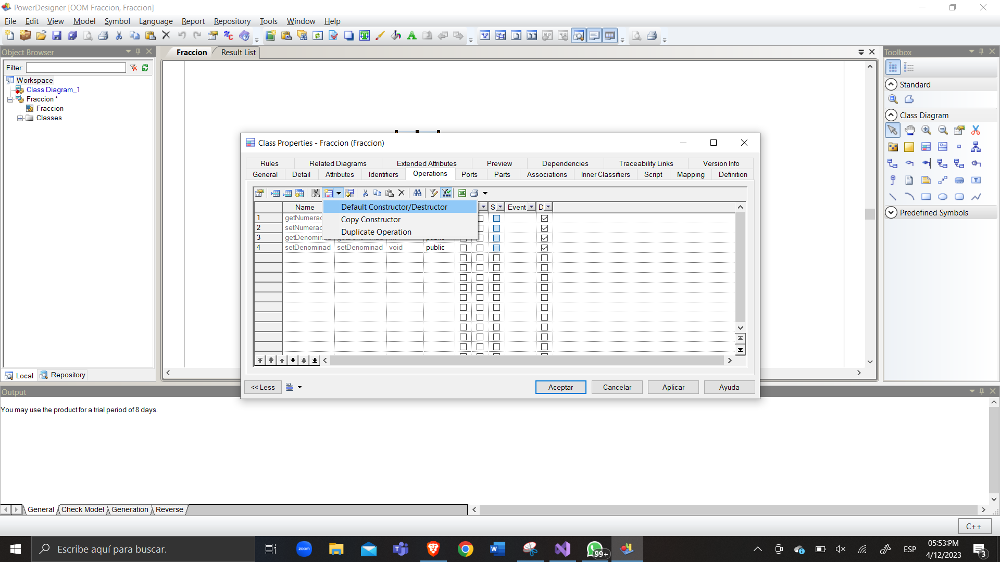 PowerDesigner [OOM Fraccion, Fraccion]
File Edit View Model Symbol Language Report Repository Tools Window Help
Object Browser
Fraccion Result List
Toolbox
Filter:
Workspace
Class Diagram_1
Fraccion *
Fraccion
Classes
Standard
Class Diagram
Predefined Symbols
Class Properties - Fraccion (Fraccion)
Rules Related Diagrams Extended Attributes Preview Dependencies Traceability Links Version Info
General Detail Attributes Identifiers Operations Ports Parts Associations Inner Classifiers Script Mapping Definition
Name S Event D
Default Constructor/Destructor
Copy Constructor
Duplicate Operation
1 getNumerac
2 setNumerac
3 getDenomin
4 setDenominad setDenominad void public
<< Less Aceptar Cancelar Aplicar Ayuda
Local Repository
Output
You may use the product for a trial period of 8 days.
General Check Model Generation Reverse
C++
Escribe aquí para buscar.
zoom
99+
ESP
05:53:PM
4/12/2023
3